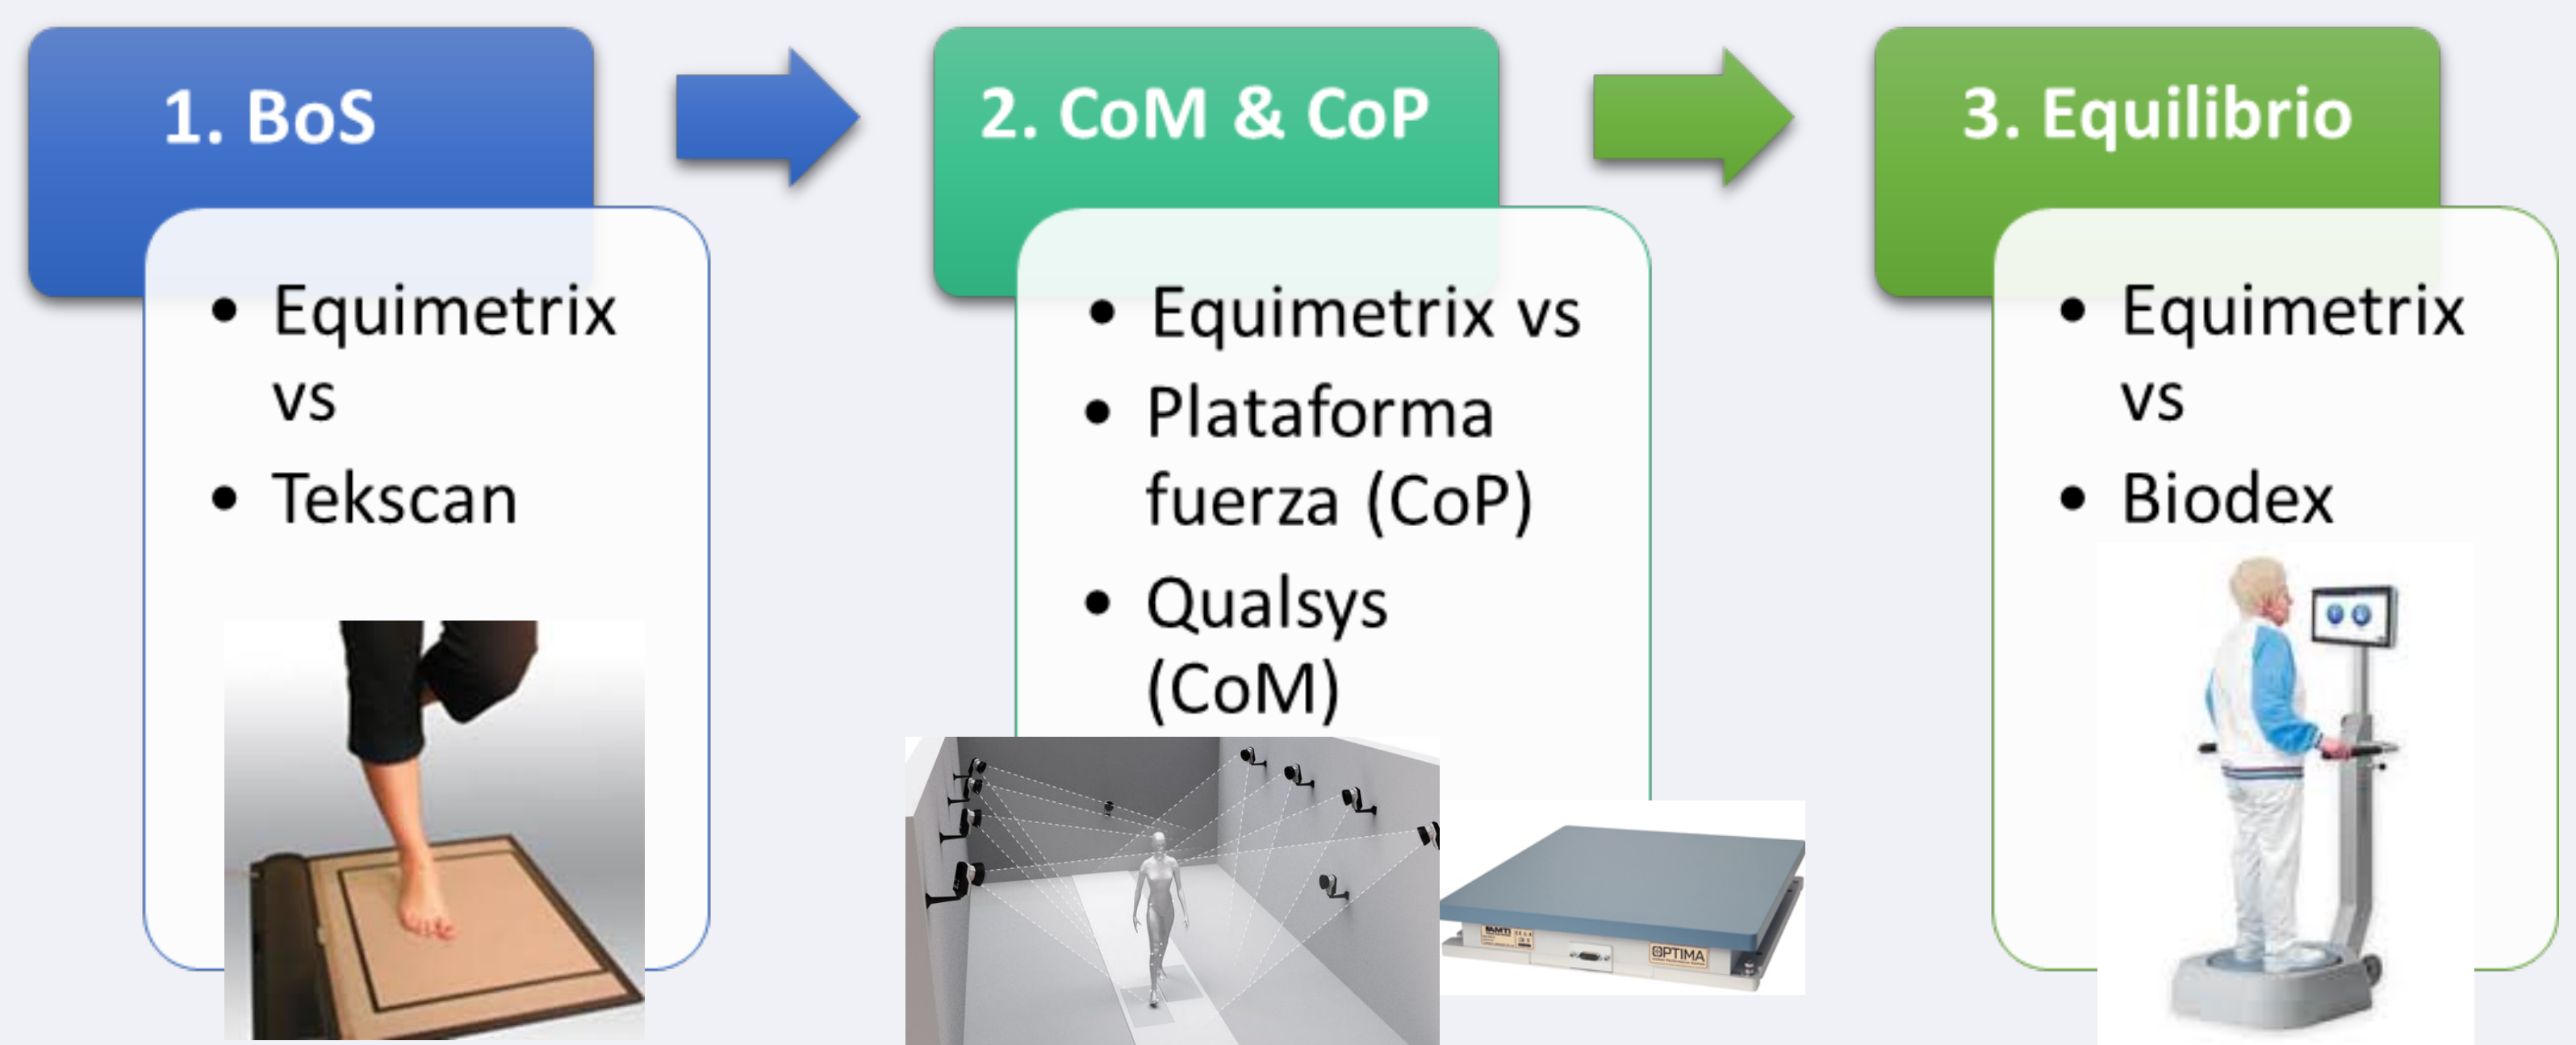 1. BoS
• Equimetrix
vs
• Tekscan
2. CoM & CoP
• Equimetrix vs
• Plataforma
fuerza (CoP)
• Qualsys
(CoM)
AMTI
OPTIMA
3. Equilibrio
• Equimetrix
vs
• Biodex